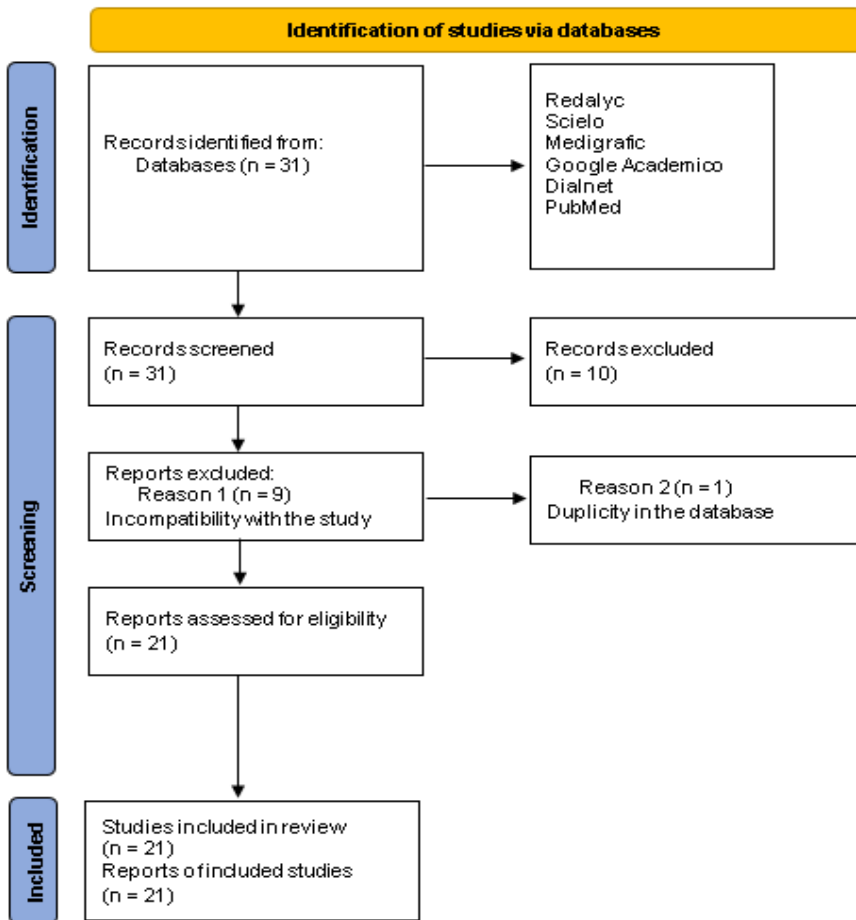 Identification of studies via databases
Identification
Records identified from:
Databases (n = 31)
Redalyc
Scielo
Medigrafic
Google Academico
Dialnet
PubMed
Screening
Records screened
(n = 31)
Records excluded
(n = 10)
Reports excluded:
Reason 1 (n = 9)
Incompatibility with the study
Reason 2 (n = 1)
Duplicity in the database
Reports assessed for eligibility
(n = 21)
Included
Studies included in review
(n = 21)
Reports of included studies
(n = 21)